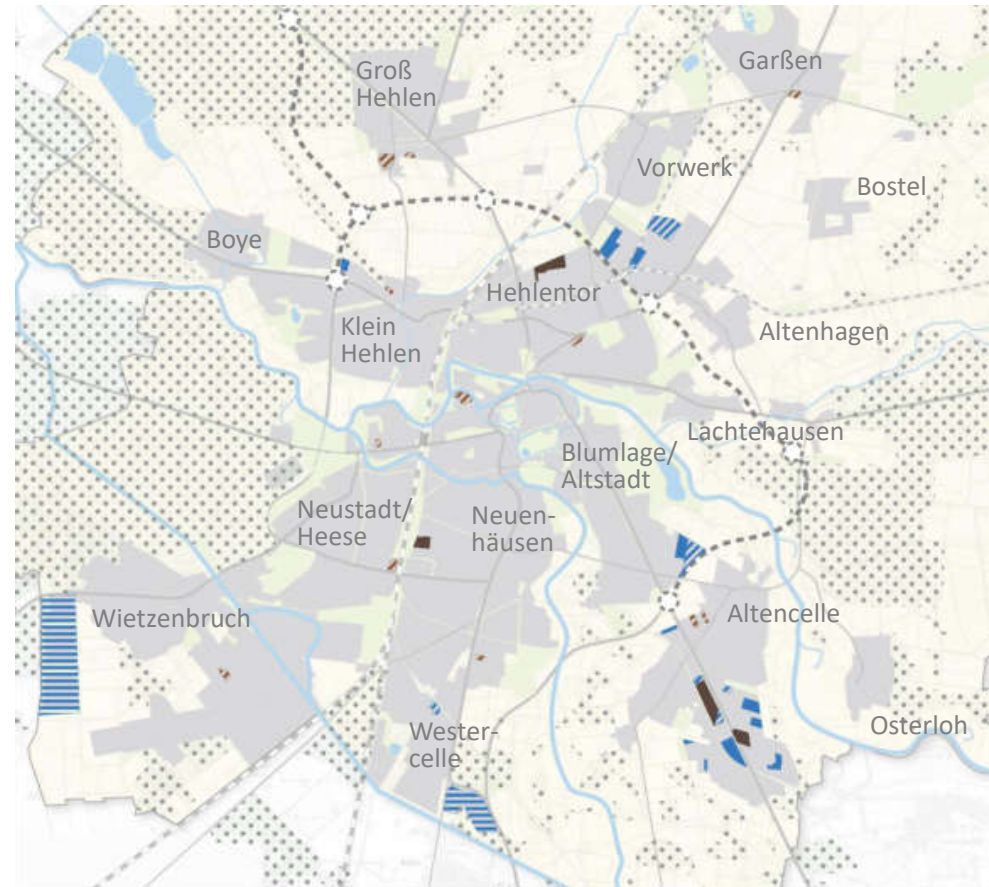 Garßen
Groß
Hehlen
Vorwerk
Bostel
Boye
Hehlentor
Klein
Hehlen
Altenhagen
Lachtehausen
Blumlage/
Altstadt
Neustadt/
Heese
Neuen-
häusen
Wietzenbruch
Altencelle
Osterloh
Wester-
celle